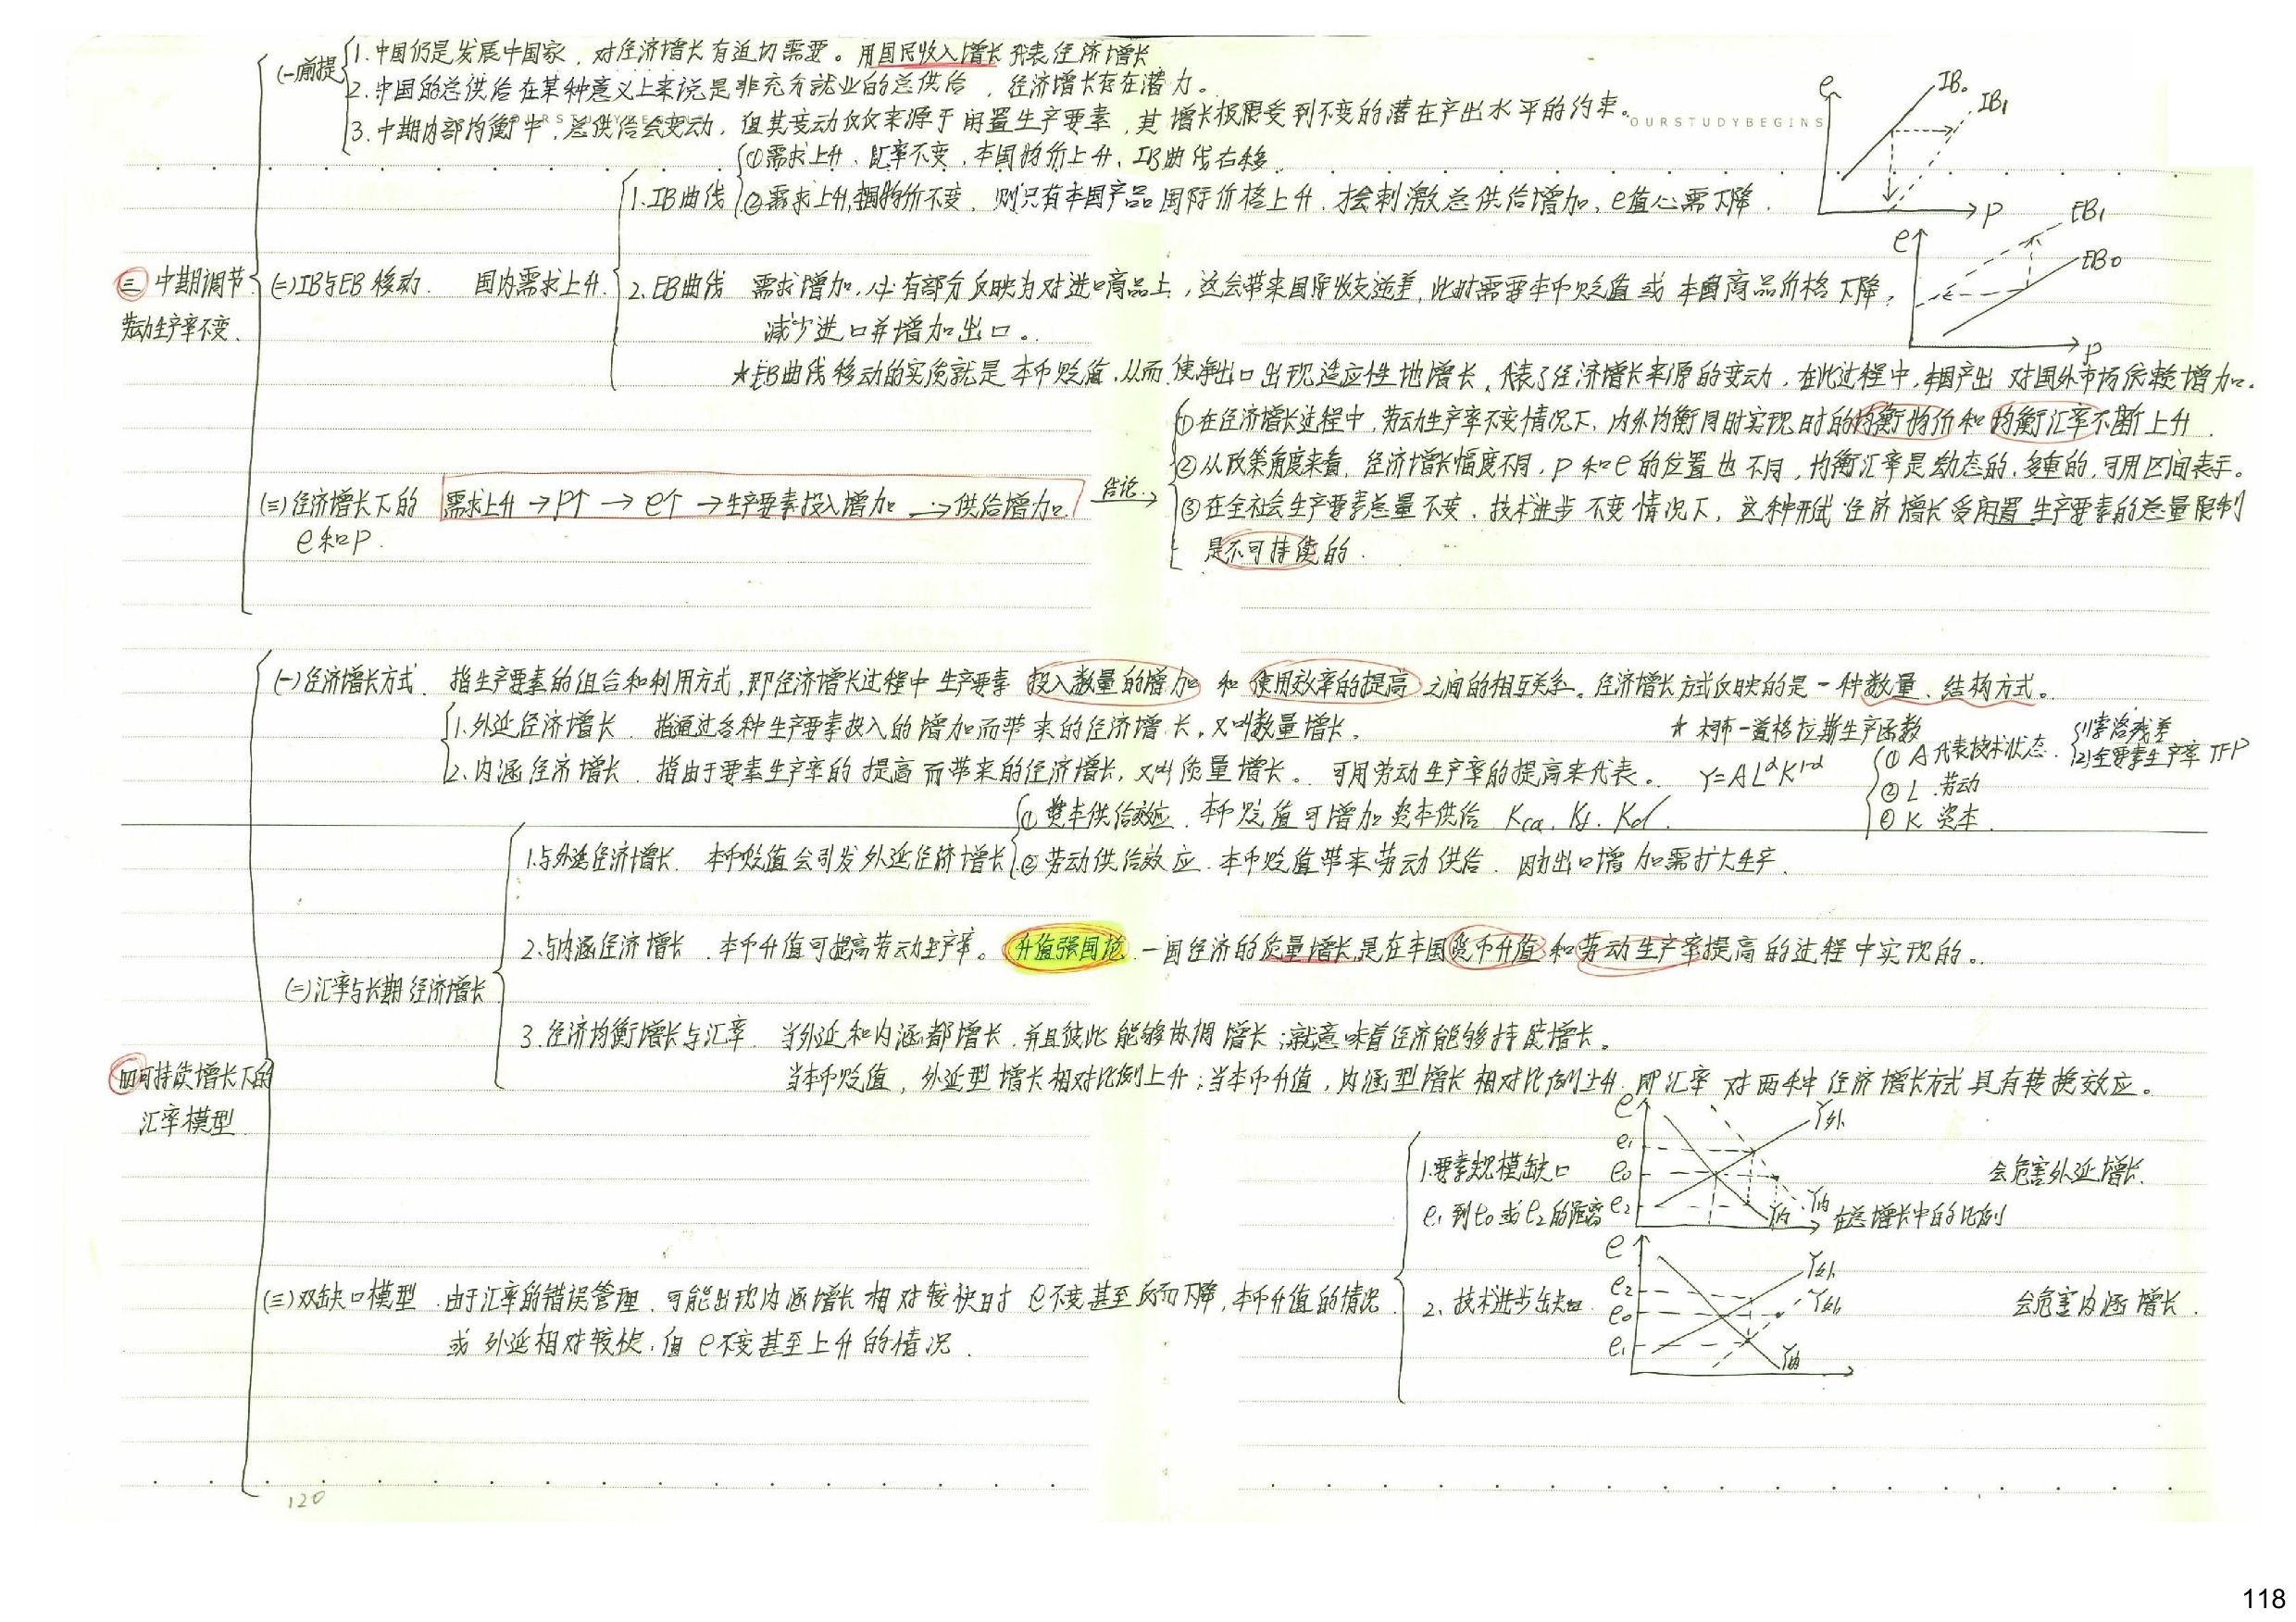 (一)前提
1.中国仍是发展中国家，对经济增长有迫切需要。用国民收入增长代表经济增长
2.中国的总供给在某种意义上来说是非充分就业的总供给，经济增长存在潜力。
3.中期内部均衡中，总供给会变动，但其变动仅仅来源于闲置生产要素，其增长极限受到不变的潜在产出水平的约束。
OURSTUDYBEGINS
三 中期调节
劳动生产率不变.
(二)IB与EB移动. 国内需求上升.
1.IB曲线
①需求上升、汇率不变，本国物价上升、IB曲线右移.
②需求上升,本国物价不变，则只有本国产品国际价格上升.才会刺激总供给增加、e值必需下降.
e IB₀ IB₁ P
2.EB曲线 需求增加,必有部分反映为对进口商品上，这会带来国际收支逆差,此时需要本币贬值或本国商品价格下降,
减少进口并增加出口。
e EB₁ EB₀ P
★EB曲线移动的实质就是本币贬值,从而使净出口出现适应性地增长,代表了经济增长来源的变动,在此过程中,本国产出对国外市场依赖增加.
(三)经济增长下的
e和P.
需求上升→P↑→e↑→生产要素投入增加→供给增加. 结论→
①在经济增长过程中,劳动生产率不变情况下,内外均衡同时实现时的均衡物价和均衡汇率不断上升.
②从政策角度来看,经济增长幅度不同,P和e的位置也不同,均衡汇率是动态的,多重的,可用区间表示。
③在全社会生产要素总量不变,技术进步不变情况下,这种形式经济增长受闲置生产要素的总量限制
是不可持续的.
四可持续增长下的
汇率模型
(一)经济增长方式. 指生产要素的组合和利用方式,即经济增长过程中生产要素投入数量的增加和使用效率的提高之间的相互关系。经济增长方式反映的是一种数量、结构方式。
1.外延经济增长. 指通过各种生产要素投入的增加而带来的经济增长,又叫数量增长。
2.内涵经济增长. 指由于要素生产率的提高而带来的经济增长,又叫质量增长。可用劳动生产率的提高来代表。
★ 柯布-道格拉斯生产函数
Y=ALᵅK¹⁻ᵅ
①A代表技术状态.
(1)索洛残差
(2)全要素生产率TFP
②L.劳动
③K 资本.
(二)汇率与长期经济增长
1.与外延经济增长. 本币贬值会引发外延经济增长
①资本供给效应. 本币贬值可增加资本供给 Kca. Kf. Kd.
②劳动供给效应.本币贬值带来劳动供给. 因为出口增加需扩大生产.
2.与内涵经济增长. 本币升值可提高劳动生产率。升值强国论.一国经济的质量增长是在本国货币升值和劳动生产率提高的过程中实现的。
3.经济均衡增长与汇率. 当外延和内涵都增长,并且彼此能够协调增长;就意味着经济能够持续增长。
当本币贬值，外延型增长相对比例上升;当本币升值，内涵型增长相对比例上升.即汇率对两种经济增长方式具有转换效应。
(三)双缺口模型.由于汇率的错误管理,可能出现内涵增长相对较快时e不变甚至反而下降,本币升值的情况
或外延相对较快,但e不变甚至上升的情况.
1.要素规模缺口
e₁到e₀或e₂的距离
e e₁ e₀ e₂ Y外 Y内 Y内 在总增长中的比例
会危害外延增长.
2.技术进步缺口.
e e₂ e₀ e₁ Y外 Y外 Y内
会危害内涵增长.
120
118